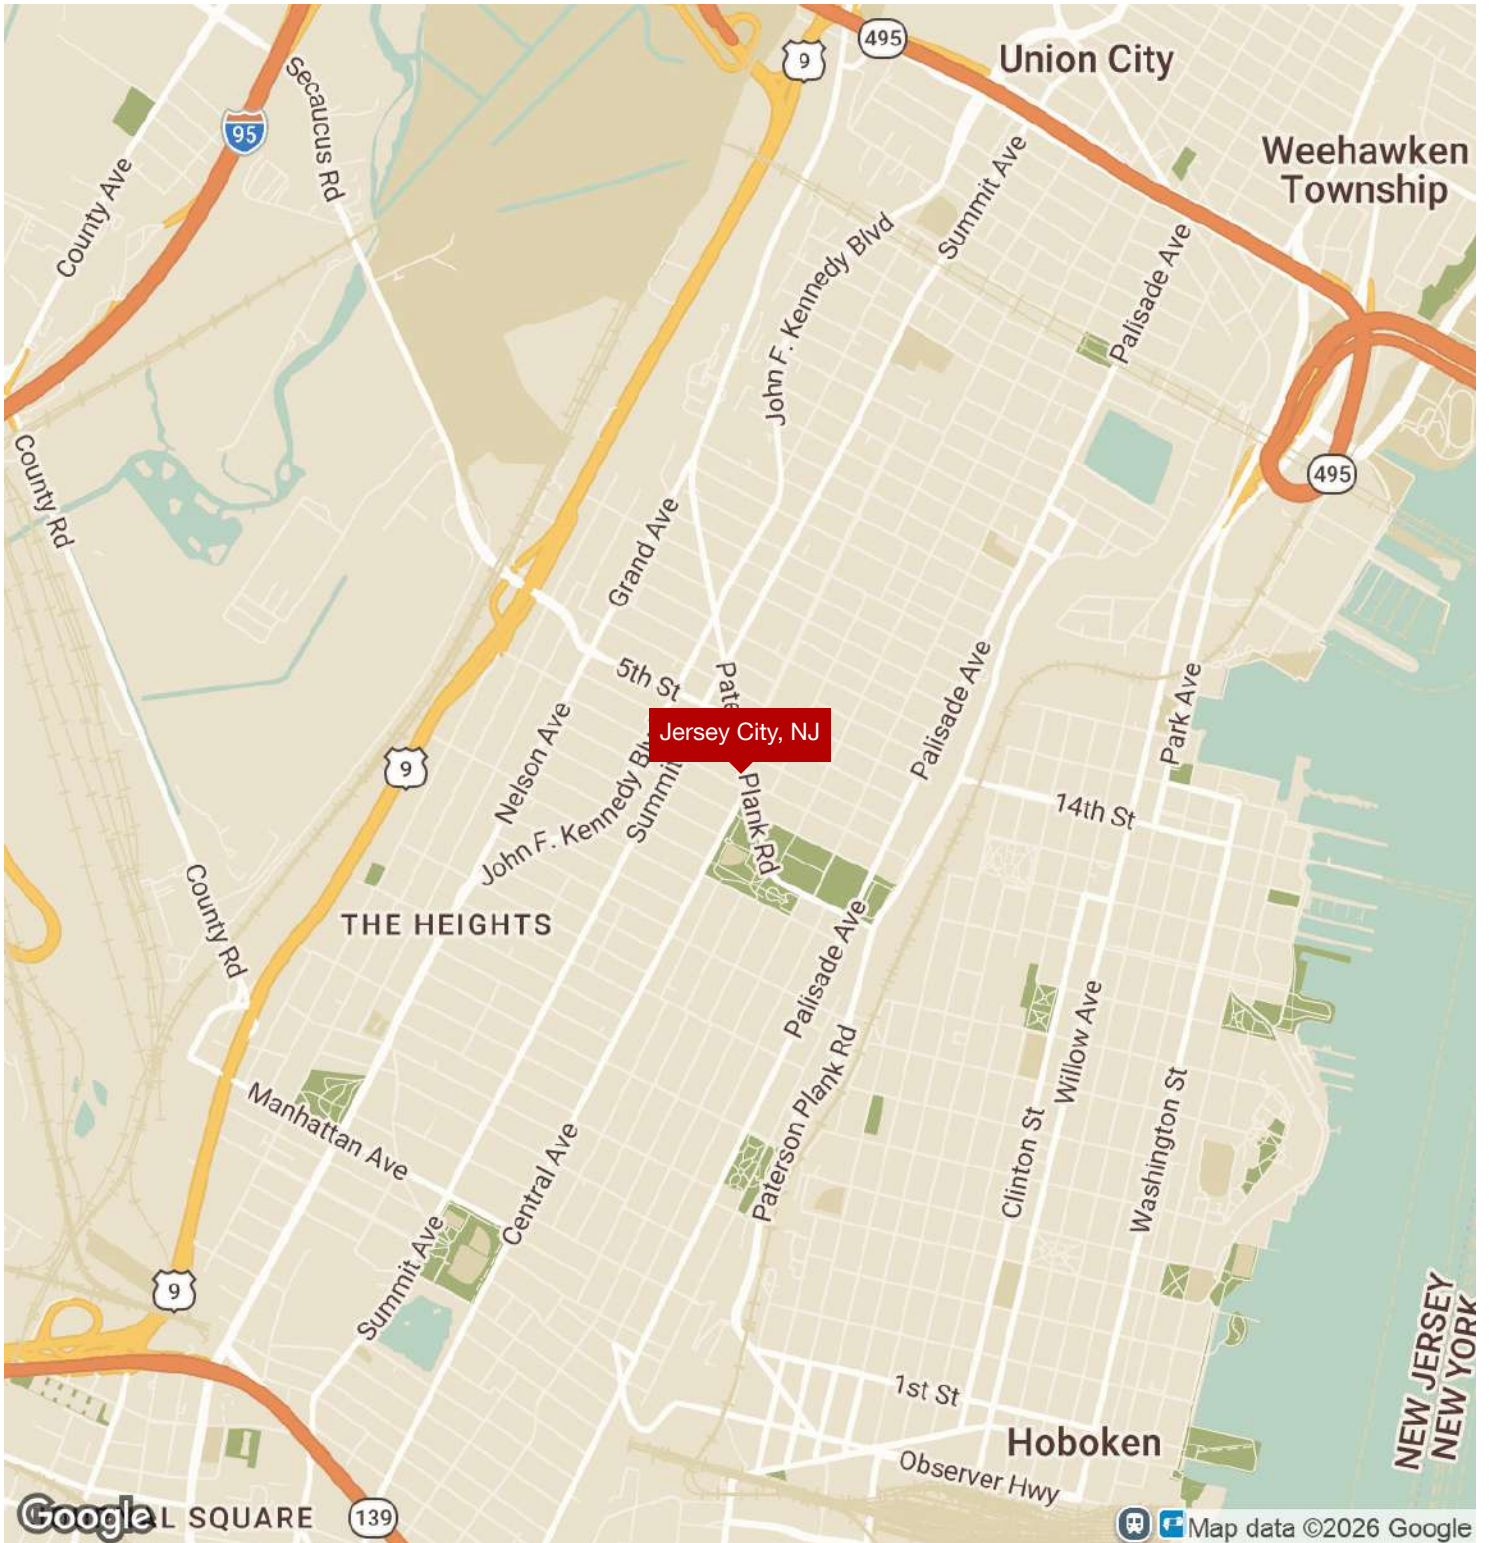 495
9
Union City
Secaucus Rd
95
Weehawken
Township
County Ave
Summit Ave
John F. Kennedy Blvd
Palisade Ave
County Rd
495
Grand Ave
5th St
Palisade Ave
Park Ave
Nelson Ave
Jersey City, NJ
9
John F. Kennedy
Summit
Plank Rd
14th St
County Rd
THE HEIGHTS
Palisade Ave
Willow Ave
Paterson Plank Rd
Manhattan Ave
Central Ave
Clinton St
Washington St
Summit Ave
9
NEW JERSEY
NEW YORK
1st St
Hoboken
Observer Hwy
Google
SQUARE
139
Map data ©2026 Google